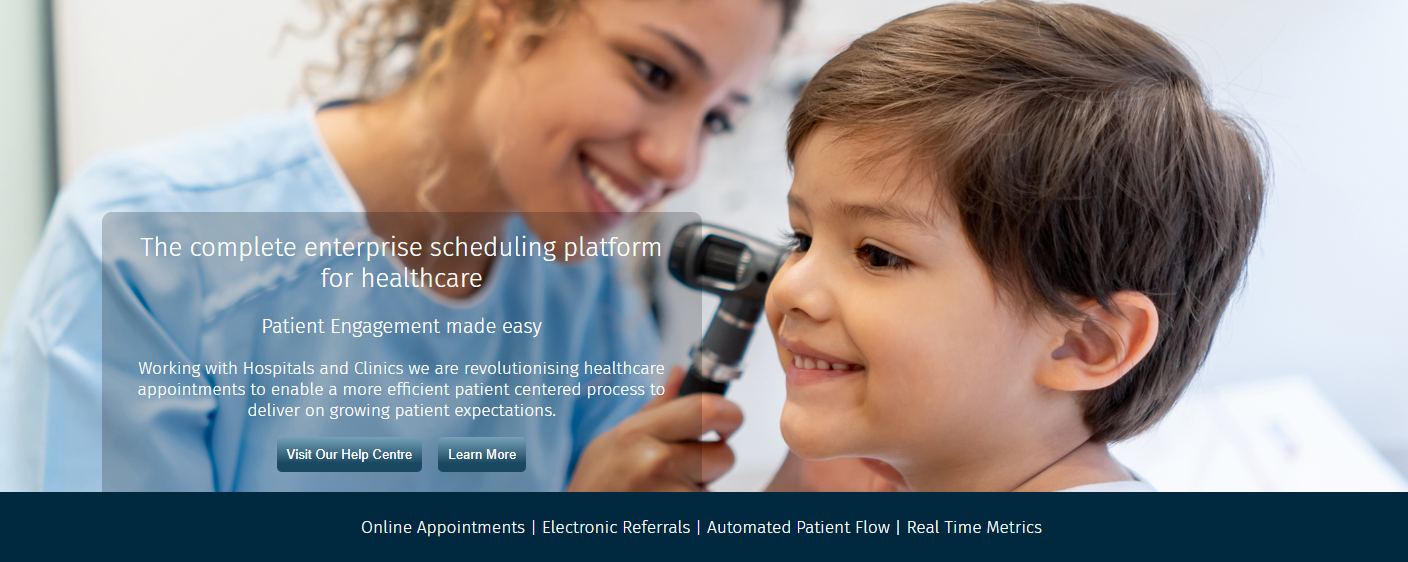 The complete enterprise scheduling platform
for healthcare
Patient Engagement made easy
Working with Hospitals and Clinics we are revolutionising healthcare
appointments to enable a more efficient patient centered process to
deliver on growing patient expectations.
Visit Our Help Centre Learn More
Online Appointments | Electronic Referrals | Automated Patient Flow | Real Time Metrics